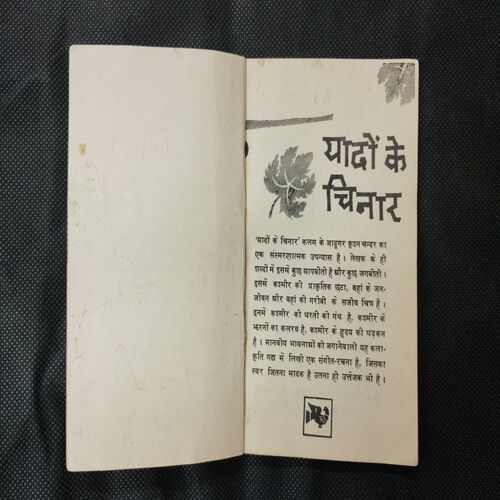 यादों के
चिनार
'यादों के चिनार' कलम के जादूगर कृश्न चन्दर का
एक संस्मरणात्मक उपन्यास है। लेखक के ही
शब्दों में इसमें कुछ आपबीती है और कुछ जगबीती।
इसमें कश्मीर की प्राकृतिक छटा, वहां के जन-
जीवन और वहां की गरीबी के सजीव चित्र हैं।
इनमें कश्मीर की धरती की गंध है, कश्मीर के
झरनों का कलरव है, कश्मीर के हृदय की धड़कन
है। मानवीय भावनाओं को जगानेवाली यह कला-
कृति गद्य में लिखी एक संगीत-रचना है, जिसका
स्वर जितना मादक है उतना ही उत्तेजक भी है।